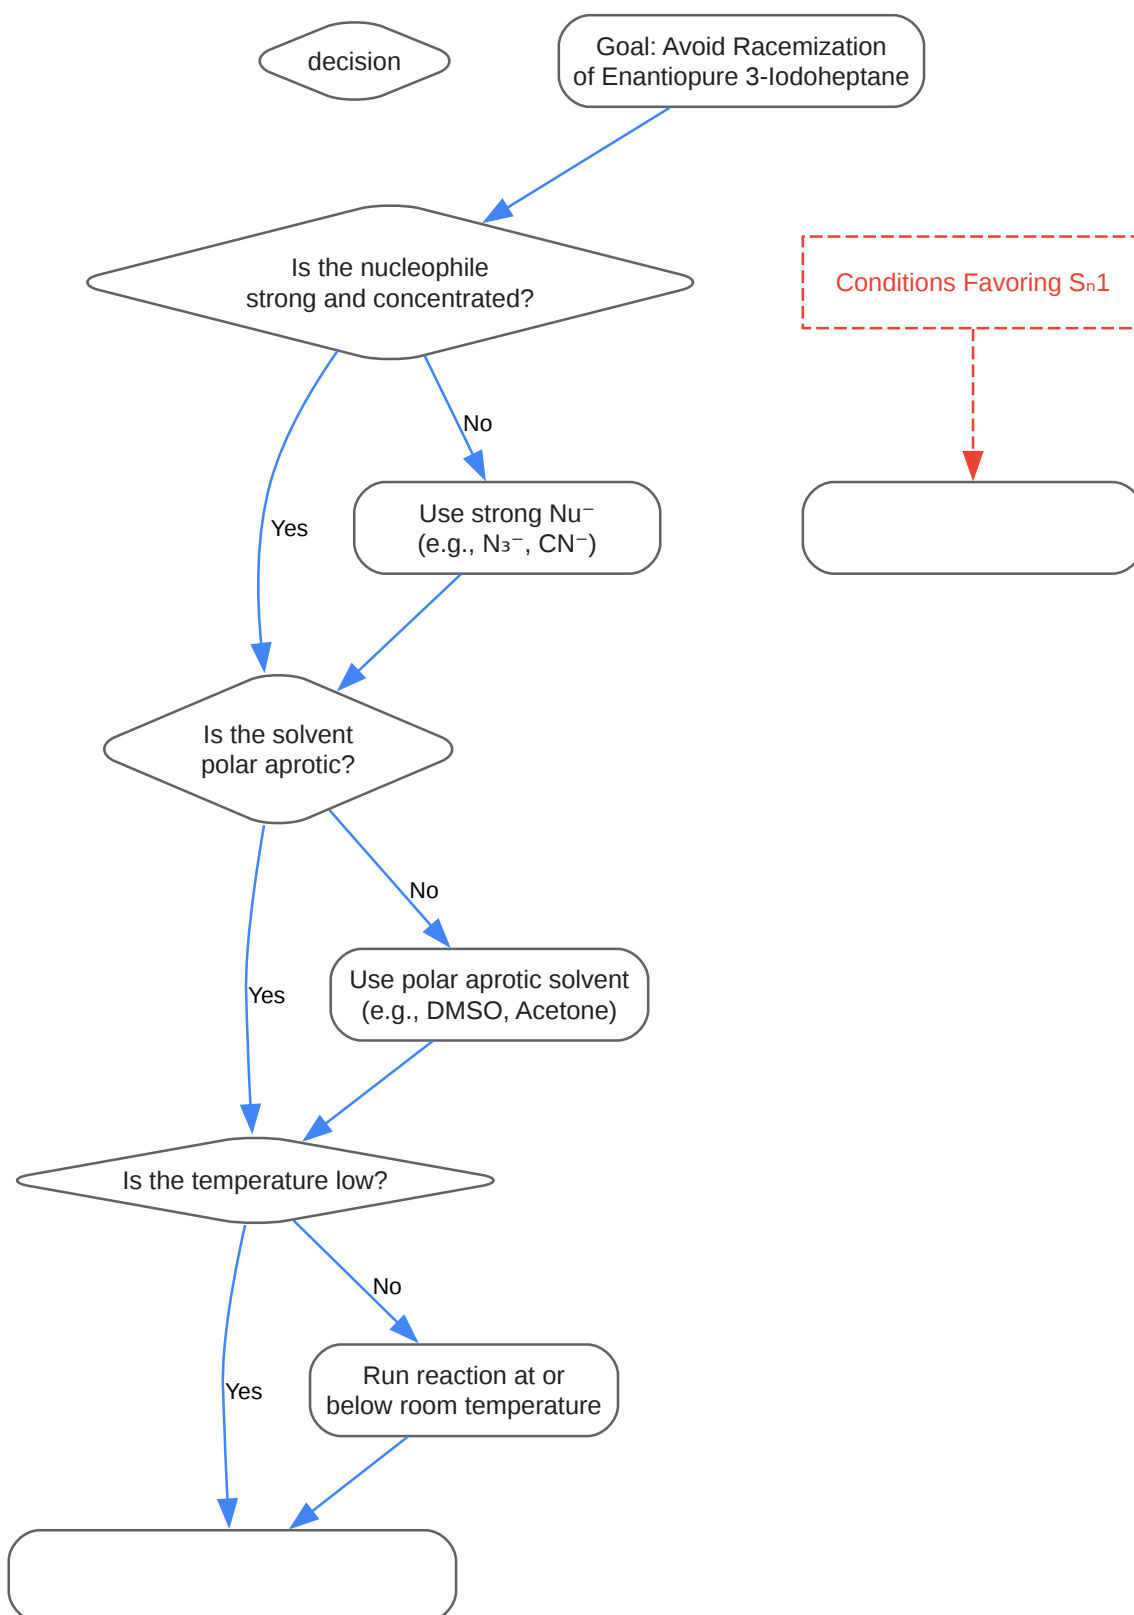 decision
Goal: Avoid Racemization
of Enantiopure 3-Iodoheptane
Is the nucleophile
strong and concentrated?
Conditions Favoring Sₙ1
No
Yes
Use strong Nu⁻
(e.g., N₃⁻, CN⁻)
Is the solvent
polar aprotic?
No
Yes
Use polar aprotic solvent
(e.g., DMSO, Acetone)
Is the temperature low?
No
Yes
Run reaction at or
below room temperature